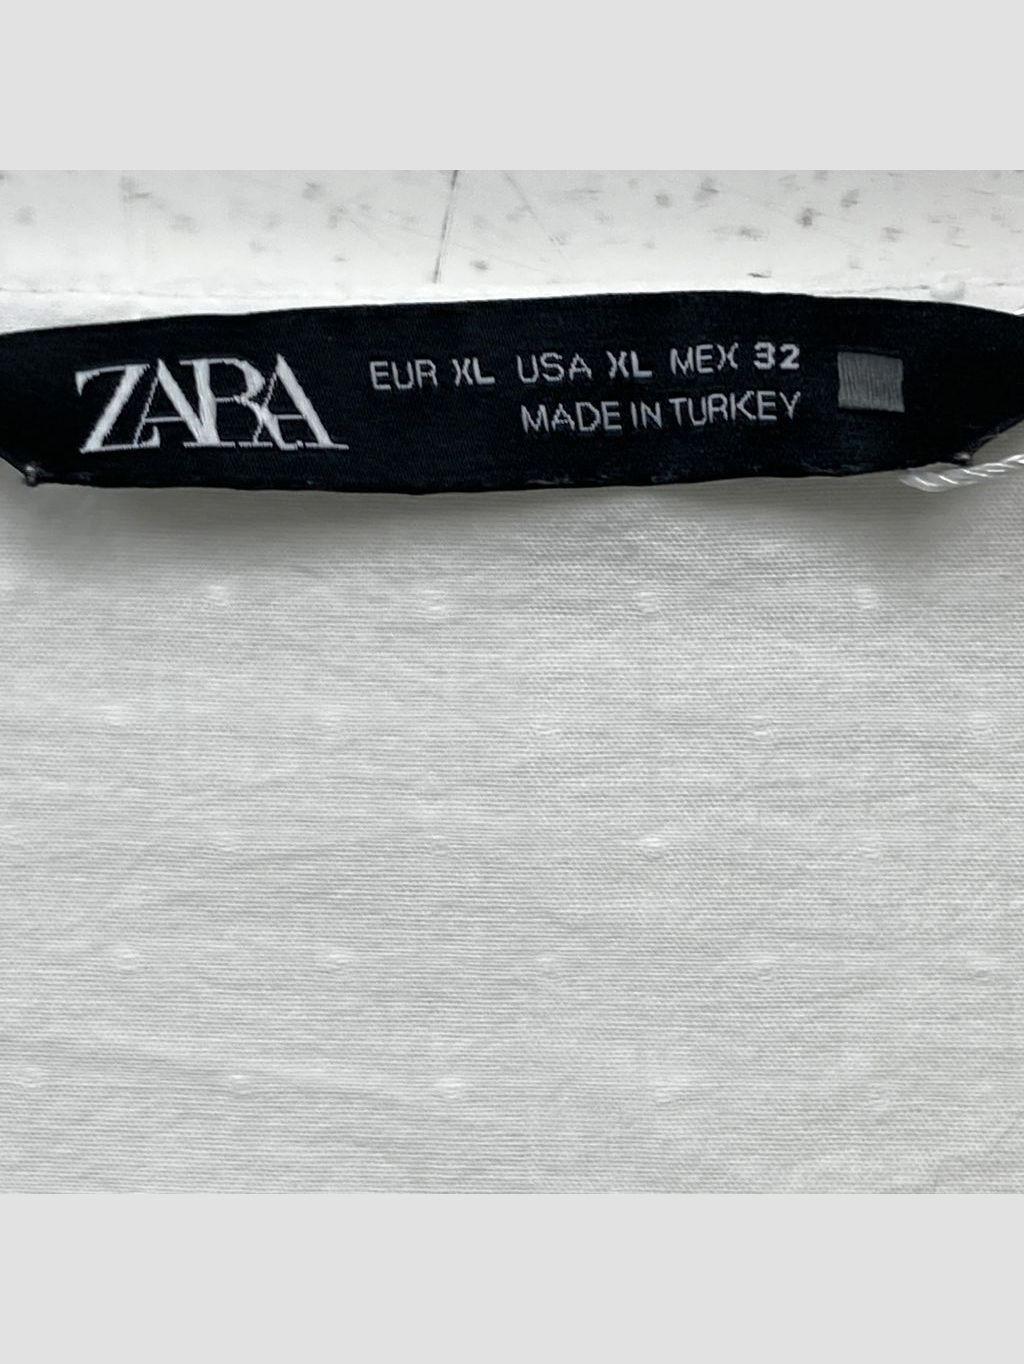 ZARA
EUR XL USA XL MEX 32
MADE IN TURKEY